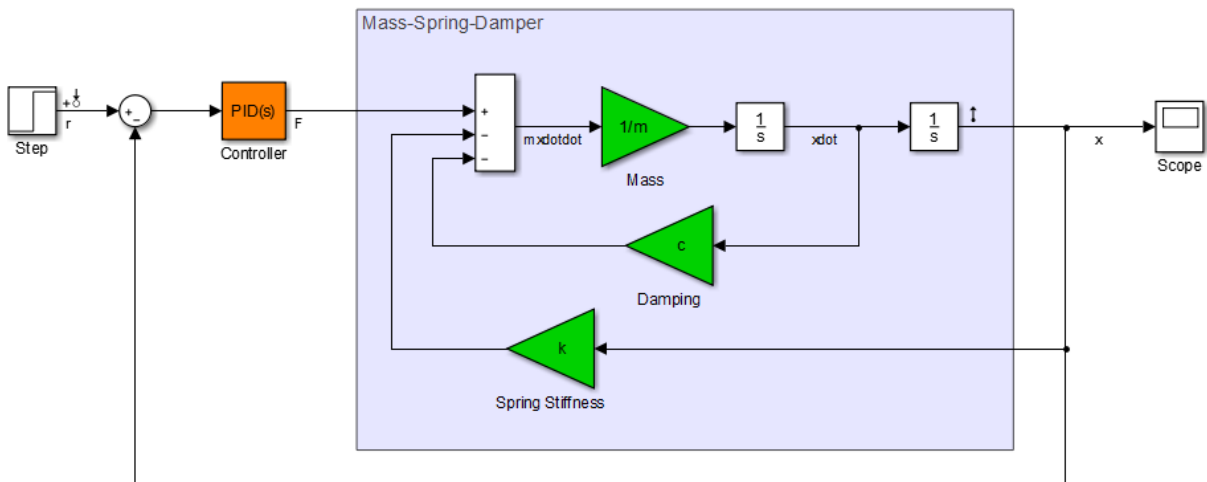 Mass-Spring-Damper
Step
r
+
+
−
PID(s)
Controller
F
+
−
−
mxdotdot
1/m
Mass
1
s
xdot
1
s
x
Scope
c
Damping
k
Spring Stiffness